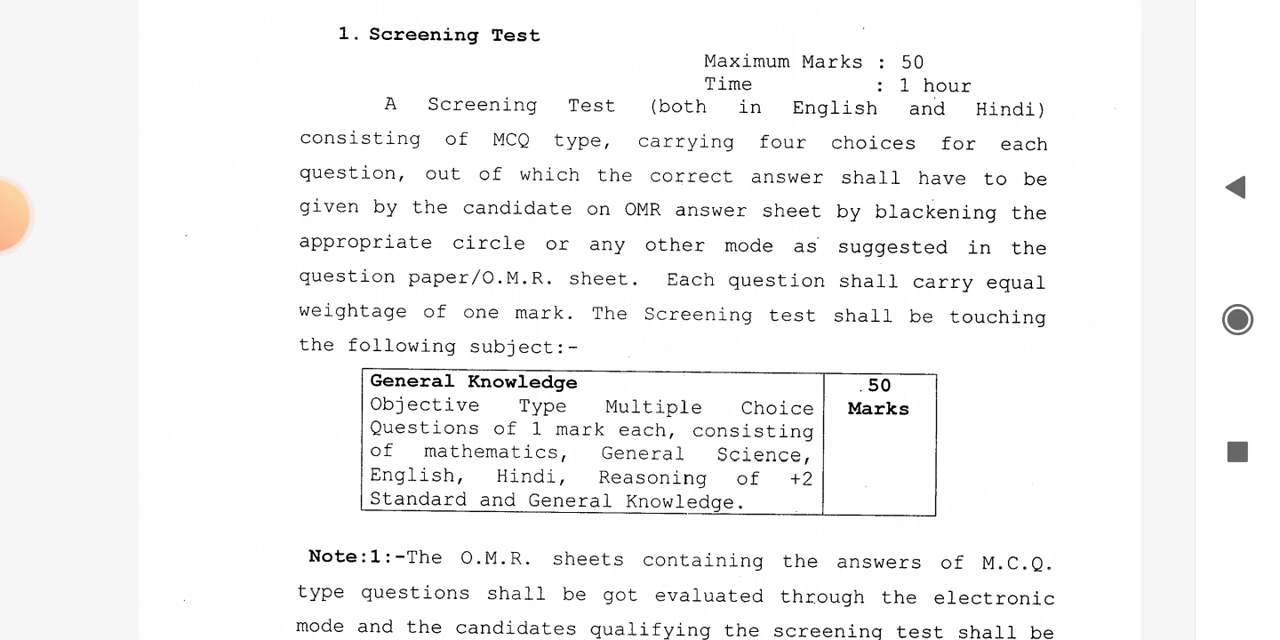 1. Screening Test
Maximum Marks : 50
Time : 1 hour
A Screening Test (both in English and Hindi)
consisting of MCQ type, carrying four choices for each
question, out of which the correct answer shall have to be
given by the candidate on OMR answer sheet by blackening the
appropriate circle or any other mode as suggested in the
question paper/O.M.R. sheet. Each question shall carry equal
weightage of one mark. The Screening test shall be touching
the following subject:-
General Knowledge
Objective Type Multiple Choice
Questions of 1 mark each, consisting
of mathematics, General Science,
English, Hindi, Reasoning of +2
Standard and General Knowledge.
50
Marks
Note:1:-The O.M.R. sheets containing the answers of M.C.Q.
type questions shall be got evaluated through the electronic
mode and the candidates qualifying the screening test shall be